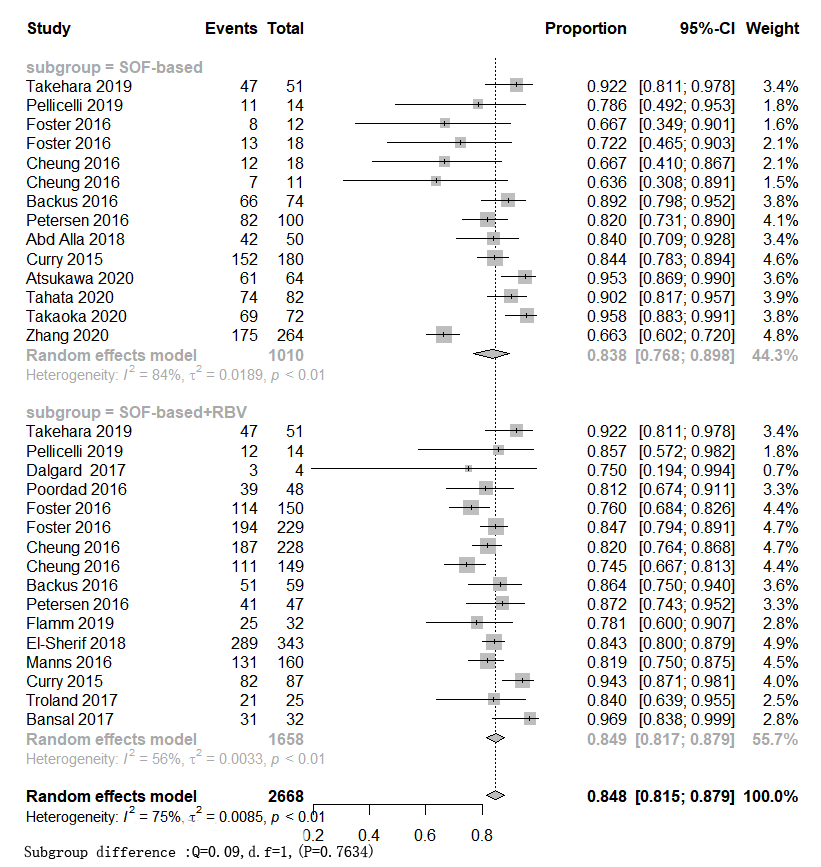 Study Events Total Proportion 95%-CI Weight
subgroup = SOF-based
Takehara 2019 47 51 0.922 [0.811; 0.978] 3.4%
Pellicelli 2019 11 14 0.786 [0.492; 0.953] 1.8%
Foster 2016 8 12 0.667 [0.349; 0.901] 1.6%
Foster 2016 13 18 0.722 [0.465; 0.903] 2.1%
Cheung 2016 12 18 0.667 [0.410; 0.867] 2.1%
Cheung 2016 7 11 0.636 [0.308; 0.891] 1.5%
Backus 2016 66 74 0.892 [0.798; 0.952] 3.8%
Petersen 2016 82 100 0.820 [0.731; 0.890] 4.1%
Abd Alla 2018 42 50 0.840 [0.709; 0.928] 3.4%
Curry 2015 152 180 0.844 [0.783; 0.894] 4.6%
Atsukawa 2020 61 64 0.953 [0.869; 0.990] 3.6%
Tahata 2020 74 82 0.902 [0.817; 0.957] 3.9%
Takaoka 2020 69 72 0.958 [0.883; 0.991] 3.8%
Zhang 2020 175 264 0.663 [0.602; 0.720] 4.8%
Random effects model 1010 0.838 [0.768; 0.898] 44.3%
Heterogeneity: I² = 84%, τ² = 0.0189, p < 0.01
subgroup = SOF-based+RBV
Takehara 2019 47 51 0.922 [0.811; 0.978] 3.4%
Pellicelli 2019 12 14 0.857 [0.572; 0.982] 1.8%
Dalgard 2017 3 4 0.750 [0.194; 0.994] 0.7%
Poordad 2016 39 48 0.812 [0.674; 0.911] 3.3%
Foster 2016 114 150 0.760 [0.684; 0.826] 4.4%
Foster 2016 194 229 0.847 [0.794; 0.891] 4.7%
Cheung 2016 187 228 0.820 [0.764; 0.868] 4.7%
Cheung 2016 111 149 0.745 [0.667; 0.813] 4.4%
Backus 2016 51 59 0.864 [0.750; 0.940] 3.6%
Petersen 2016 41 47 0.872 [0.743; 0.952] 3.3%
Flamm 2019 25 32 0.781 [0.600; 0.907] 2.8%
El-Sherif 2018 289 343 0.843 [0.800; 0.879] 4.9%
Manns 2016 131 160 0.819 [0.750; 0.875] 4.5%
Curry 2015 82 87 0.943 [0.871; 0.981] 4.0%
Troland 2017 21 25 0.840 [0.639; 0.955] 2.5%
Bansal 2017 31 32 0.969 [0.838; 0.999] 2.8%
Random effects model 1658 0.849 [0.817; 0.879] 55.7%
Heterogeneity: I² = 56%, τ² = 0.0033, p < 0.01
Random effects model 2668 0.848 [0.815; 0.879] 100.0%
Heterogeneity: I² = 75%, τ² = 0.0085, p < 0.01
0.2 0.4 0.6 0.8
Subgroup difference :Q=0.09,d.f=1,(P=0.7634)